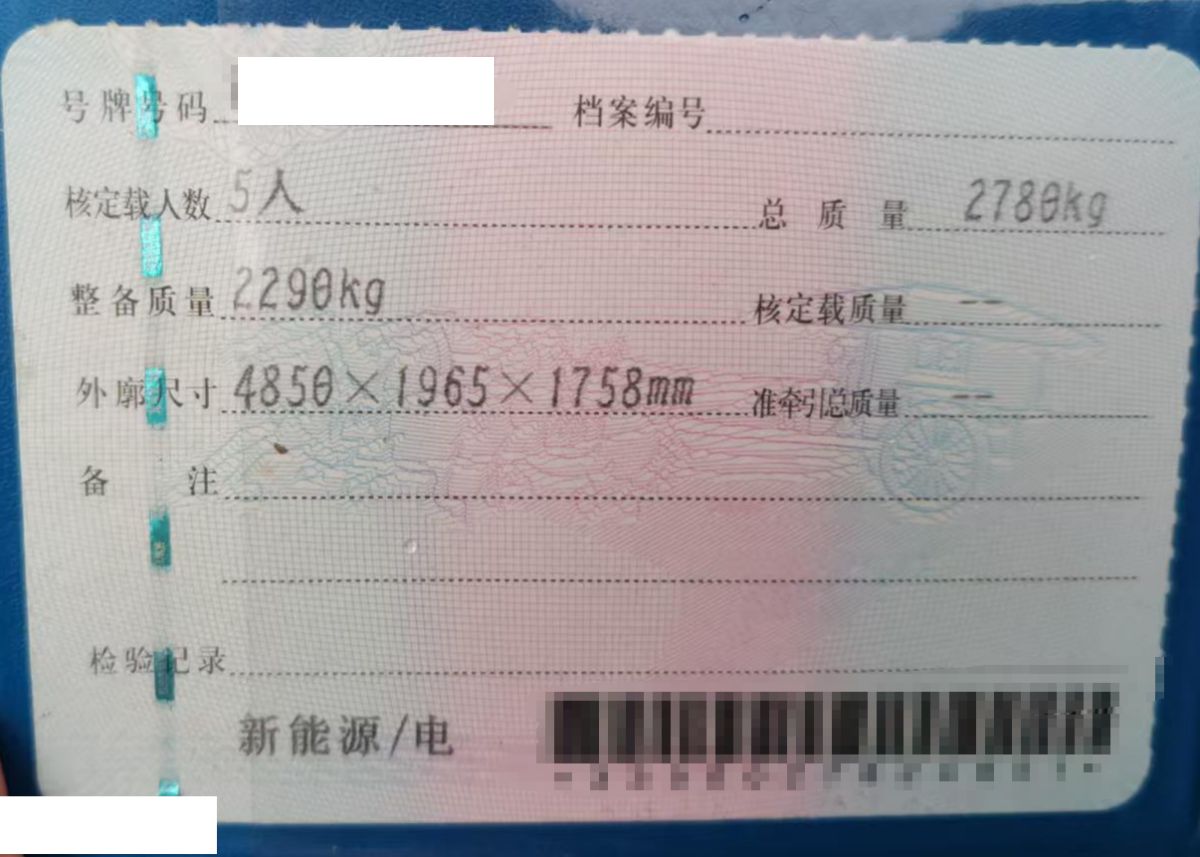 号牌号码 档案编号
核定载人数 5人 总质量 2780kg
整备质量 2290kg 核定载质量 --
外廓尺寸 4850×1965×1758mm 准牵引总质量 --
备注
检验记录
新能源/电